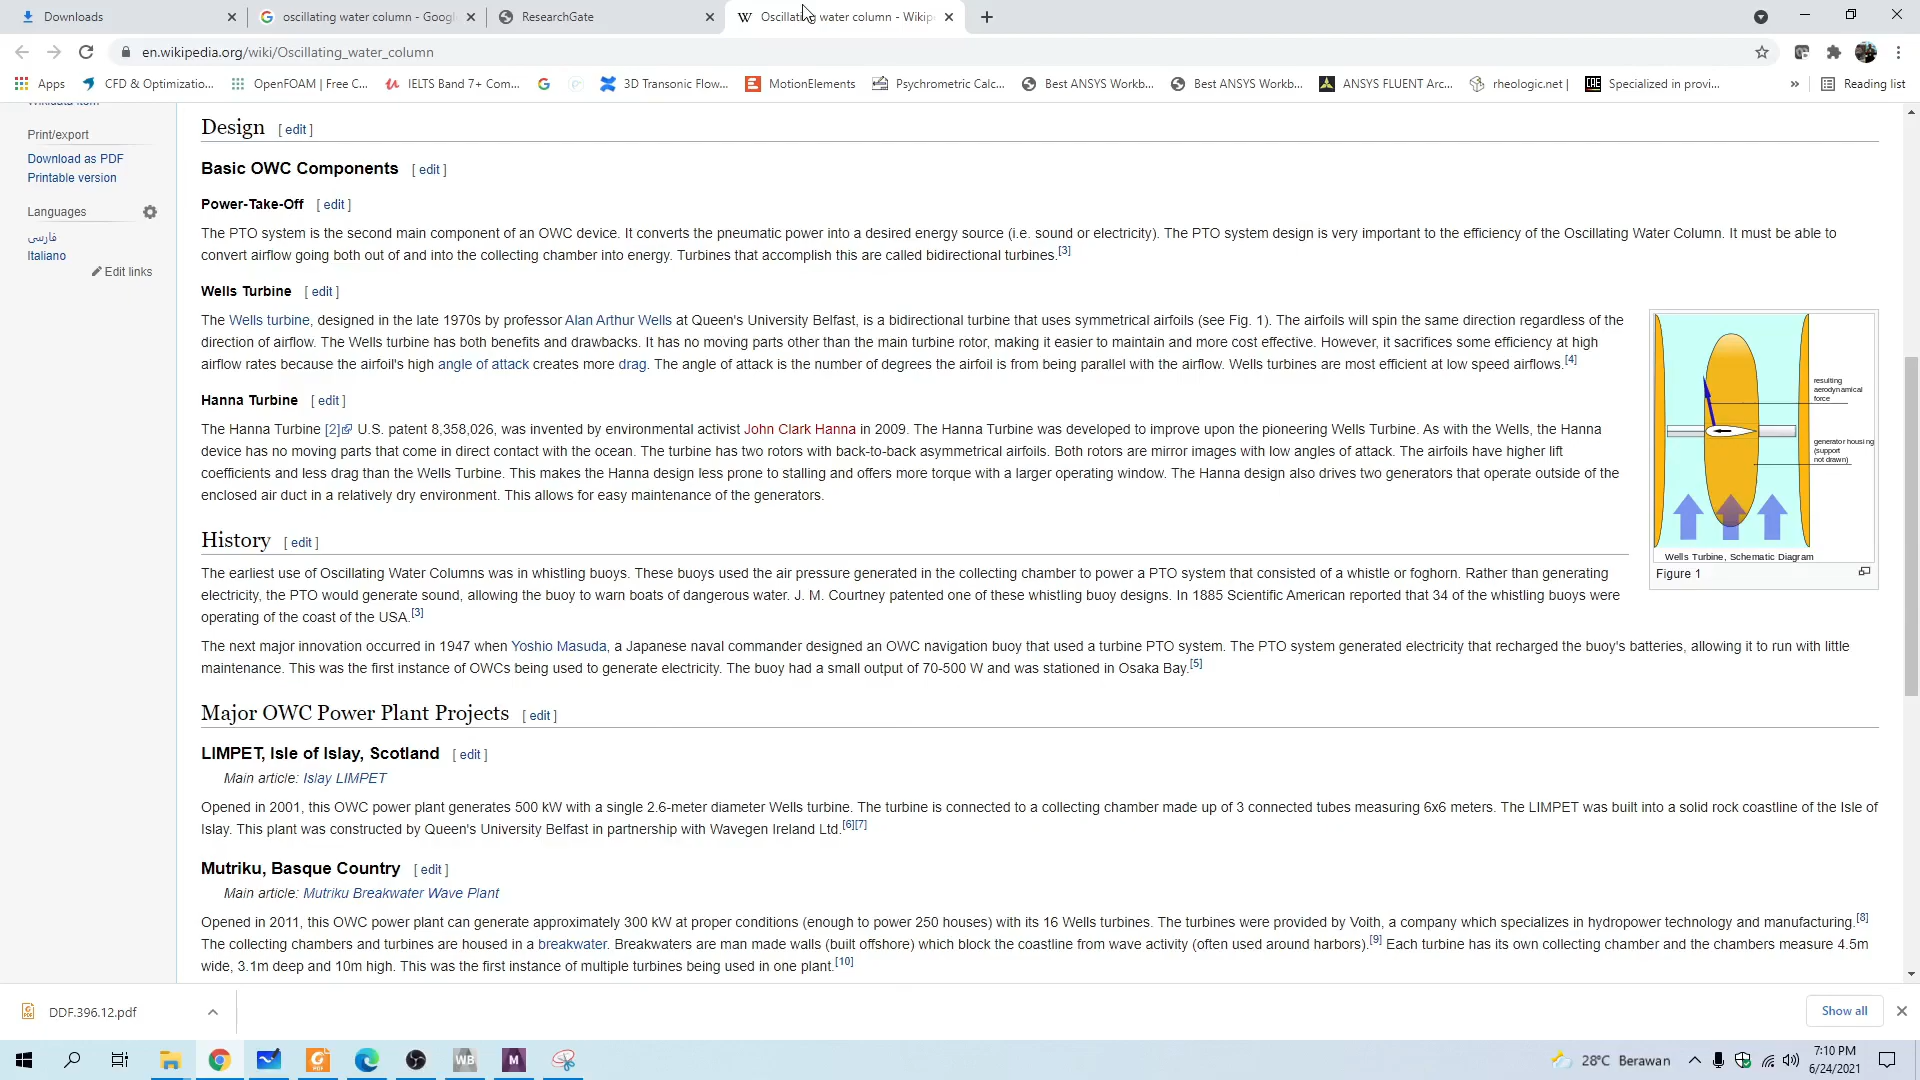 Downloads
oscillating water column - Googl
ResearchGate
Oscillating water column - Wikip
en.wikipedia.org/wiki/Oscillating_water_column
Apps
CFD & Optimizatio...
OpenFOAM | Free C...
IELTS Band 7+ Com...
3D Transonic Flow...
MotionElements
Psychrometric Calc...
Best ANSYS Workb...
Best ANSYS Workb...
ANSYS FLUENT Arc...
rheologic.net |
Specialized in provi...
»
Reading list
Wikidata item
Print/export
Download as PDF
Printable version
Languages
فارسی
Italiano
Edit links
Design [ edit ]
Basic OWC Components [ edit ]
Power-Take-Off [ edit ]
The PTO system is the second main component of an OWC device. It converts the pneumatic power into a desired energy source (i.e. sound or electricity). The PTO system design is very important to the efficiency of the Oscillating Water Column. It must be able to
convert airflow going both out of and into the collecting chamber into energy. Turbines that accomplish this are called bidirectional turbines.[3]
Wells Turbine [ edit ]
The Wells turbine, designed in the late 1970s by professor Alan Arthur Wells at Queen's University Belfast, is a bidirectional turbine that uses symmetrical airfoils (see Fig. 1). The airfoils will spin the same direction regardless of the
direction of airflow. The Wells turbine has both benefits and drawbacks. It has no moving parts other than the main turbine rotor, making it easier to maintain and more cost effective. However, it sacrifices some efficiency at high
airflow rates because the airfoil's high angle of attack creates more drag. The angle of attack is the number of degrees the airfoil is from being parallel with the airflow. Wells turbines are most efficient at low speed airflows.[4]
Hanna Turbine [ edit ]
The Hanna Turbine [2] U.S. patent 8,358,026, was invented by environmental activist John Clark Hanna in 2009. The Hanna Turbine was developed to improve upon the pioneering Wells Turbine. As with the Wells, the Hanna
device has no moving parts that come in direct contact with the ocean. The turbine has two rotors with back-to-back asymmetrical airfoils. Both rotors are mirror images with low angles of attack. The airfoils have higher lift
coefficients and less drag than the Wells Turbine. This makes the Hanna design less prone to stalling and offers more torque with a larger operating window. The Hanna design also drives two generators that operate outside of the
enclosed air duct in a relatively dry environment. This allows for easy maintenance of the generators.
resulting
aerodynamical
force
generator housing
(support
not drawn)
Wells Turbine, Schematic Diagram
Figure 1
History [ edit ]
The earliest use of Oscillating Water Columns was in whistling buoys. These buoys used the air pressure generated in the collecting chamber to power a PTO system that consisted of a whistle or foghorn. Rather than generating
electricity, the PTO would generate sound, allowing the buoy to warn boats of dangerous water. J. M. Courtney patented one of these whistling buoy designs. In 1885 Scientific American reported that 34 of the whistling buoys were
operating of the coast of the USA.[3]
The next major innovation occurred in 1947 when Yoshio Masuda, a Japanese naval commander designed an OWC navigation buoy that used a turbine PTO system. The PTO system generated electricity that recharged the buoy's batteries, allowing it to run with little
maintenance. This was the first instance of OWCs being used to generate electricity. The buoy had a small output of 70-500 W and was stationed in Osaka Bay.[5]
Major OWC Power Plant Projects [ edit ]
LIMPET, Isle of Islay, Scotland [ edit ]
Main article: Islay LIMPET
Opened in 2001, this OWC power plant generates 500 kW with a single 2.6-meter diameter Wells turbine. The turbine is connected to a collecting chamber made up of 3 connected tubes measuring 6x6 meters. The LIMPET was built into a solid rock coastline of the Isle of
Islay. This plant was constructed by Queen's University Belfast in partnership with Wavegen Ireland Ltd.[6][7]
Mutriku, Basque Country [ edit ]
Main article: Mutriku Breakwater Wave Plant
Opened in 2011, this OWC power plant can generate approximately 300 kW at proper conditions (enough to power 250 houses) with its 16 Wells turbines. The turbines were provided by Voith, a company which specializes in hydropower technology and manufacturing.[8]
The collecting chambers and turbines are housed in a breakwater. Breakwaters are man made walls (built offshore) which block the coastline from wave activity (often used around harbors).[9] Each turbine has its own collecting chamber and the chambers measure 4.5m
wide, 3.1m deep and 10m high. This was the first instance of multiple turbines being used in one plant.[10]
DDF.396.12.pdf
Show all
WB
M
28°C Berawan
7:10 PM
6/24/2021